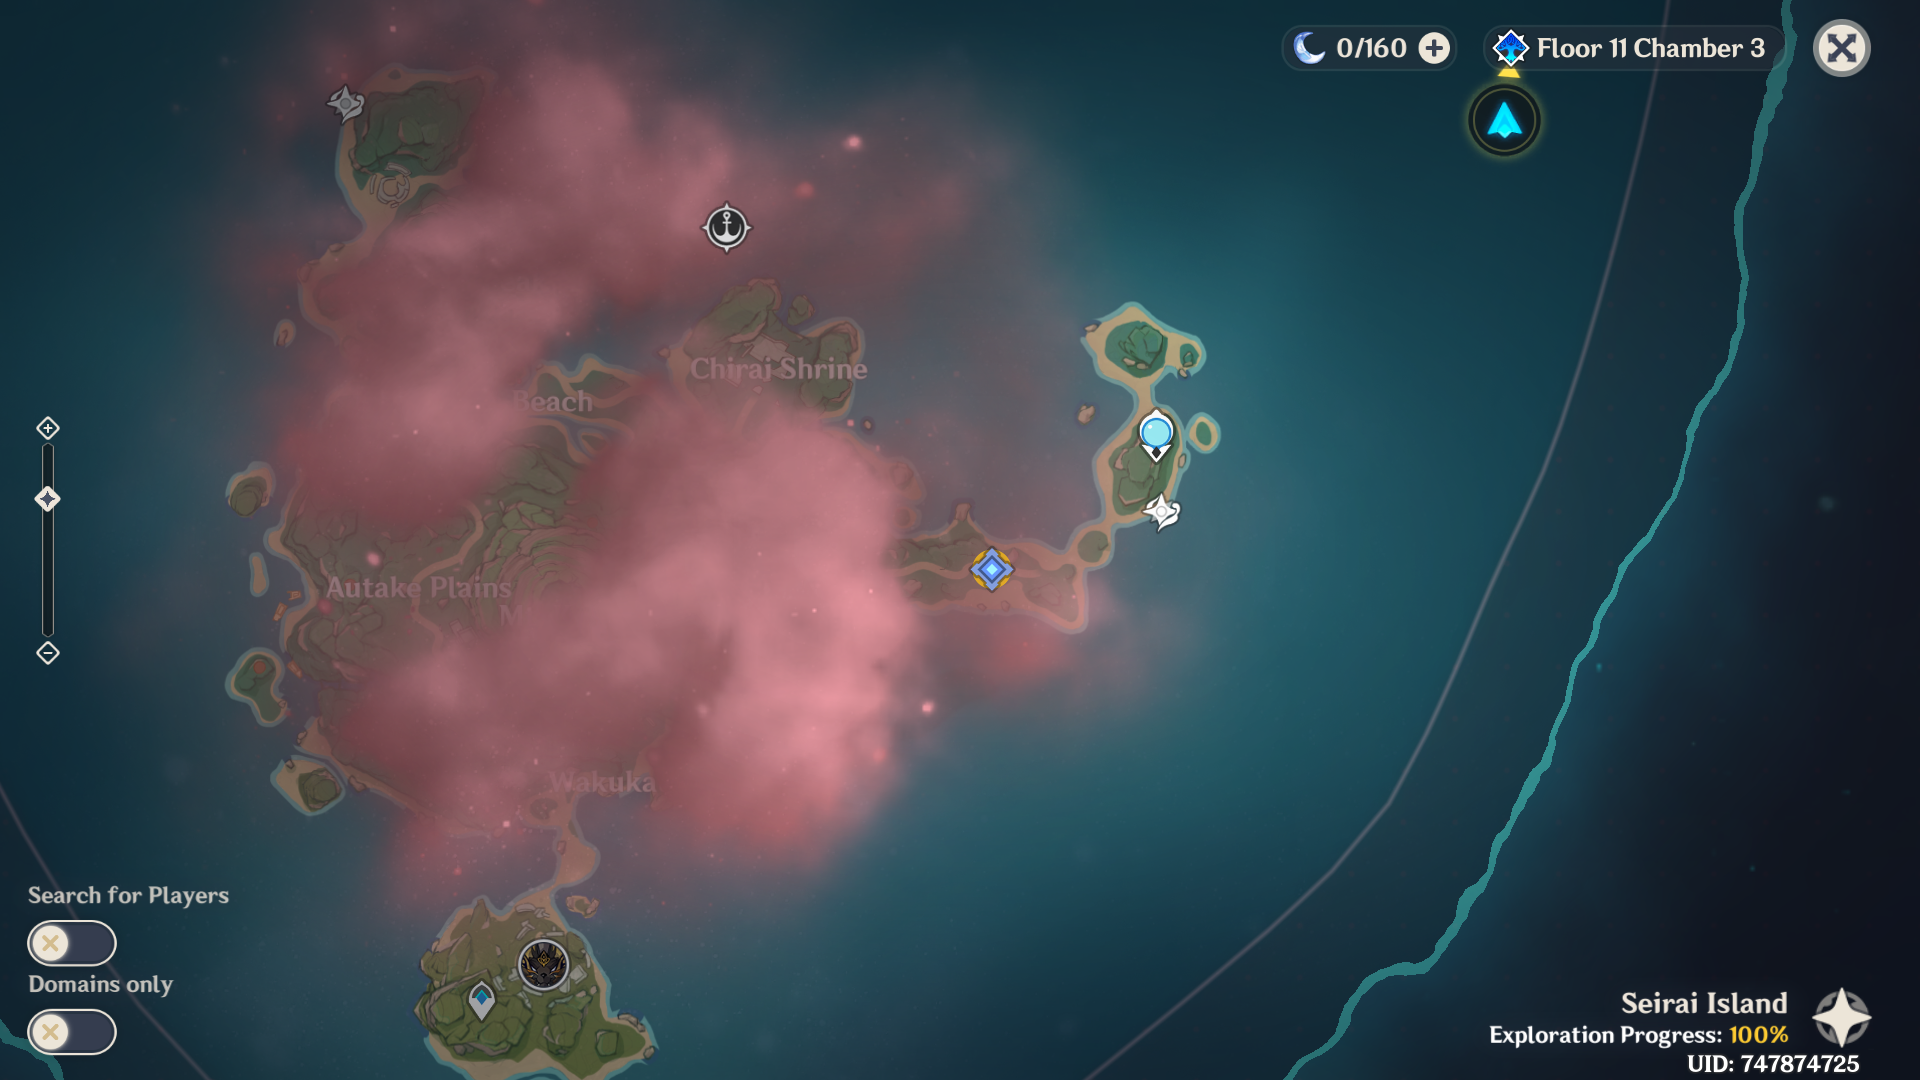 0/160
Floor 11 Chamber 3
Chirai Shrine
Beach
Autake Plains
Wakuka
Search for Players
Domains only
Seirai Island
Exploration Progress: 100%
UID: 747874725